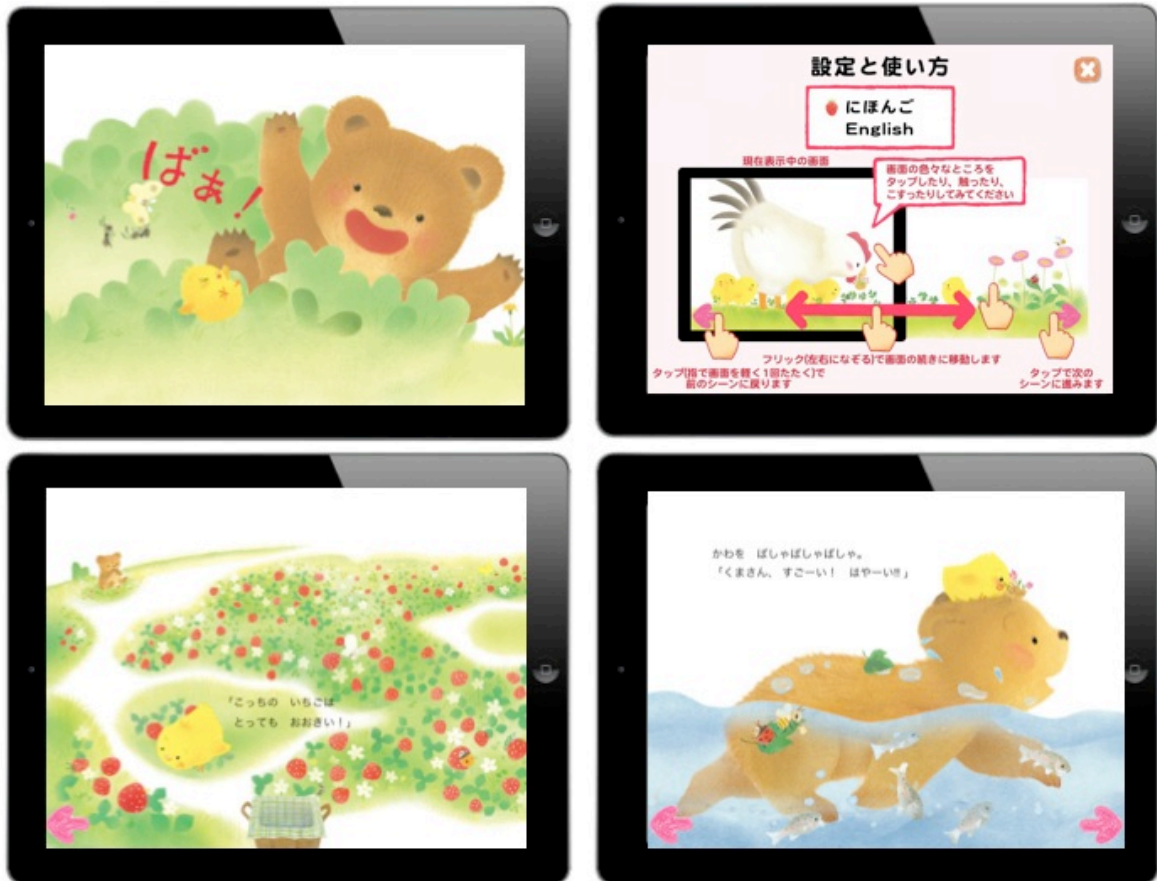 ばぁ！
設定と使い方
にほんご
English
現在表示中の画面
画面の色々なところを
タップしたり、触ったり、
こすったりしてみてください
フリック(左右になぞる)で画面の続きに移動します
タップ(指で画面を軽く1回たたく)で
前のシーンに戻ります
タップで次の
シーンに進みます
「こっちの　いちごは
とっても　おおきい！」
かわを　ばしゃばしゃばしゃ。
「くまさん、すごーい！　はやーい!!」